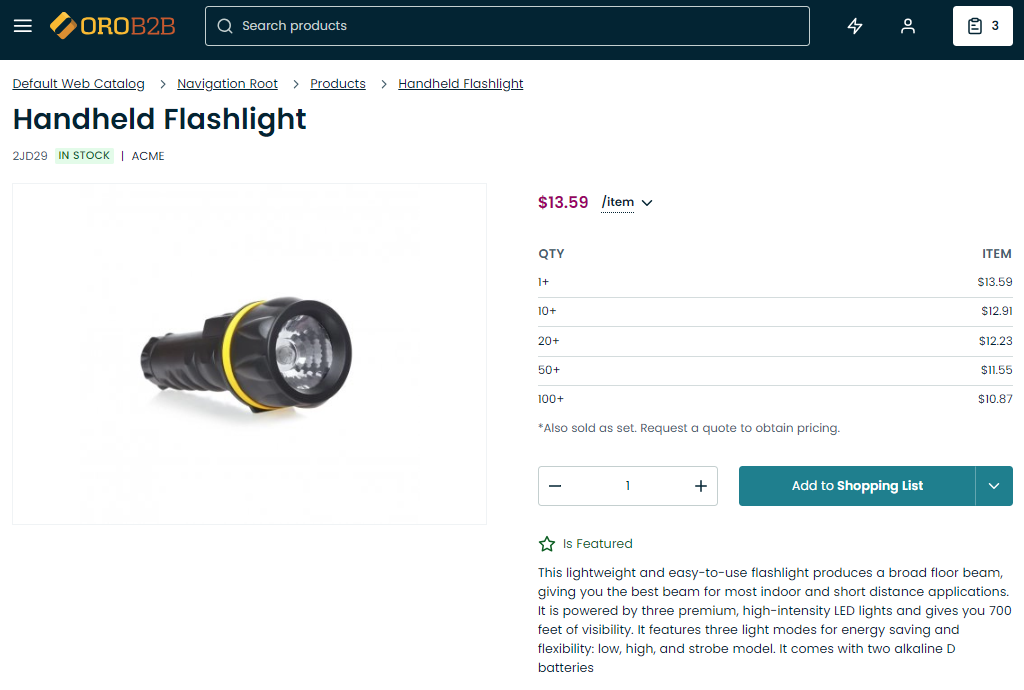 OROB2B
Search products
3
Default Web Catalog > Navigation Root > Products > Handheld Flashlight
Handheld Flashlight
2JD29 IN STOCK | ACME
$13.59 /item
QTY ITEM
1+ $13.59
10+ $12.91
20+ $12.23
50+ $11.55
100+ $10.87
*Also sold as set. Request a quote to obtain pricing.
— 1 +
Add to Shopping List
Is Featured
This lightweight and easy-to-use flashlight produces a broad floor beam,
giving you the best beam for most indoor and short distance applications.
It is powered by three premium, high-intensity LED lights and gives you 700
feet of visibility. It features three light modes for energy saving and
flexibility: low, high, and strobe model. It comes with two alkaline D
batteries